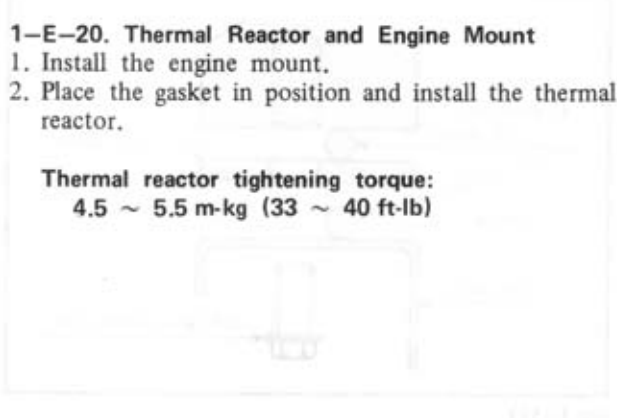 1–E–20. Thermal Reactor and Engine Mount
1. Install the engine mount.
2. Place the gasket in position and install the thermal
reactor.
Thermal reactor tightening torque:
4.5 ~ 5.5 m-kg (33 ~ 40 ft-lb)